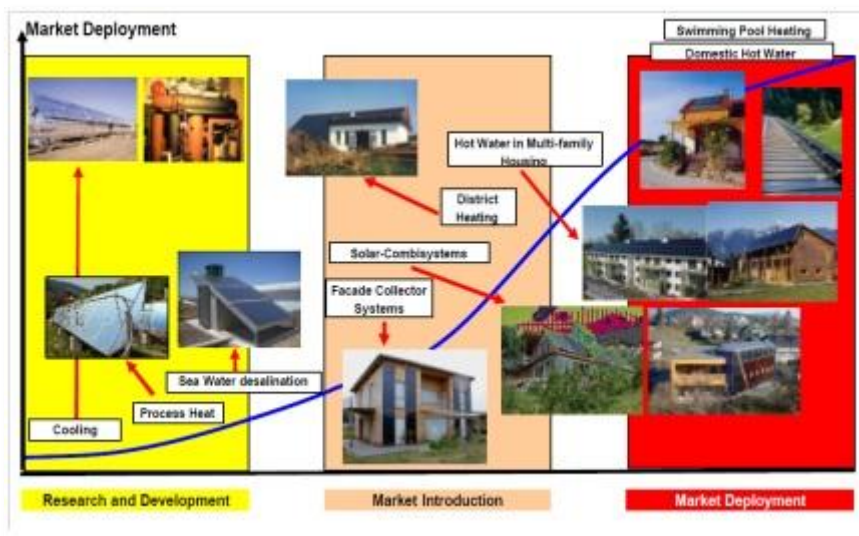 Market Deployment
Swimming Pool Heating
Domestic Hot Water
Hot Water in Multi-family
Housing
District
Heating
Solar-Combisystems
Facade Collector
Systems
Sea Water desalination
Process Heat
Cooling
Research and Development
Market Introduction
Market Deployment